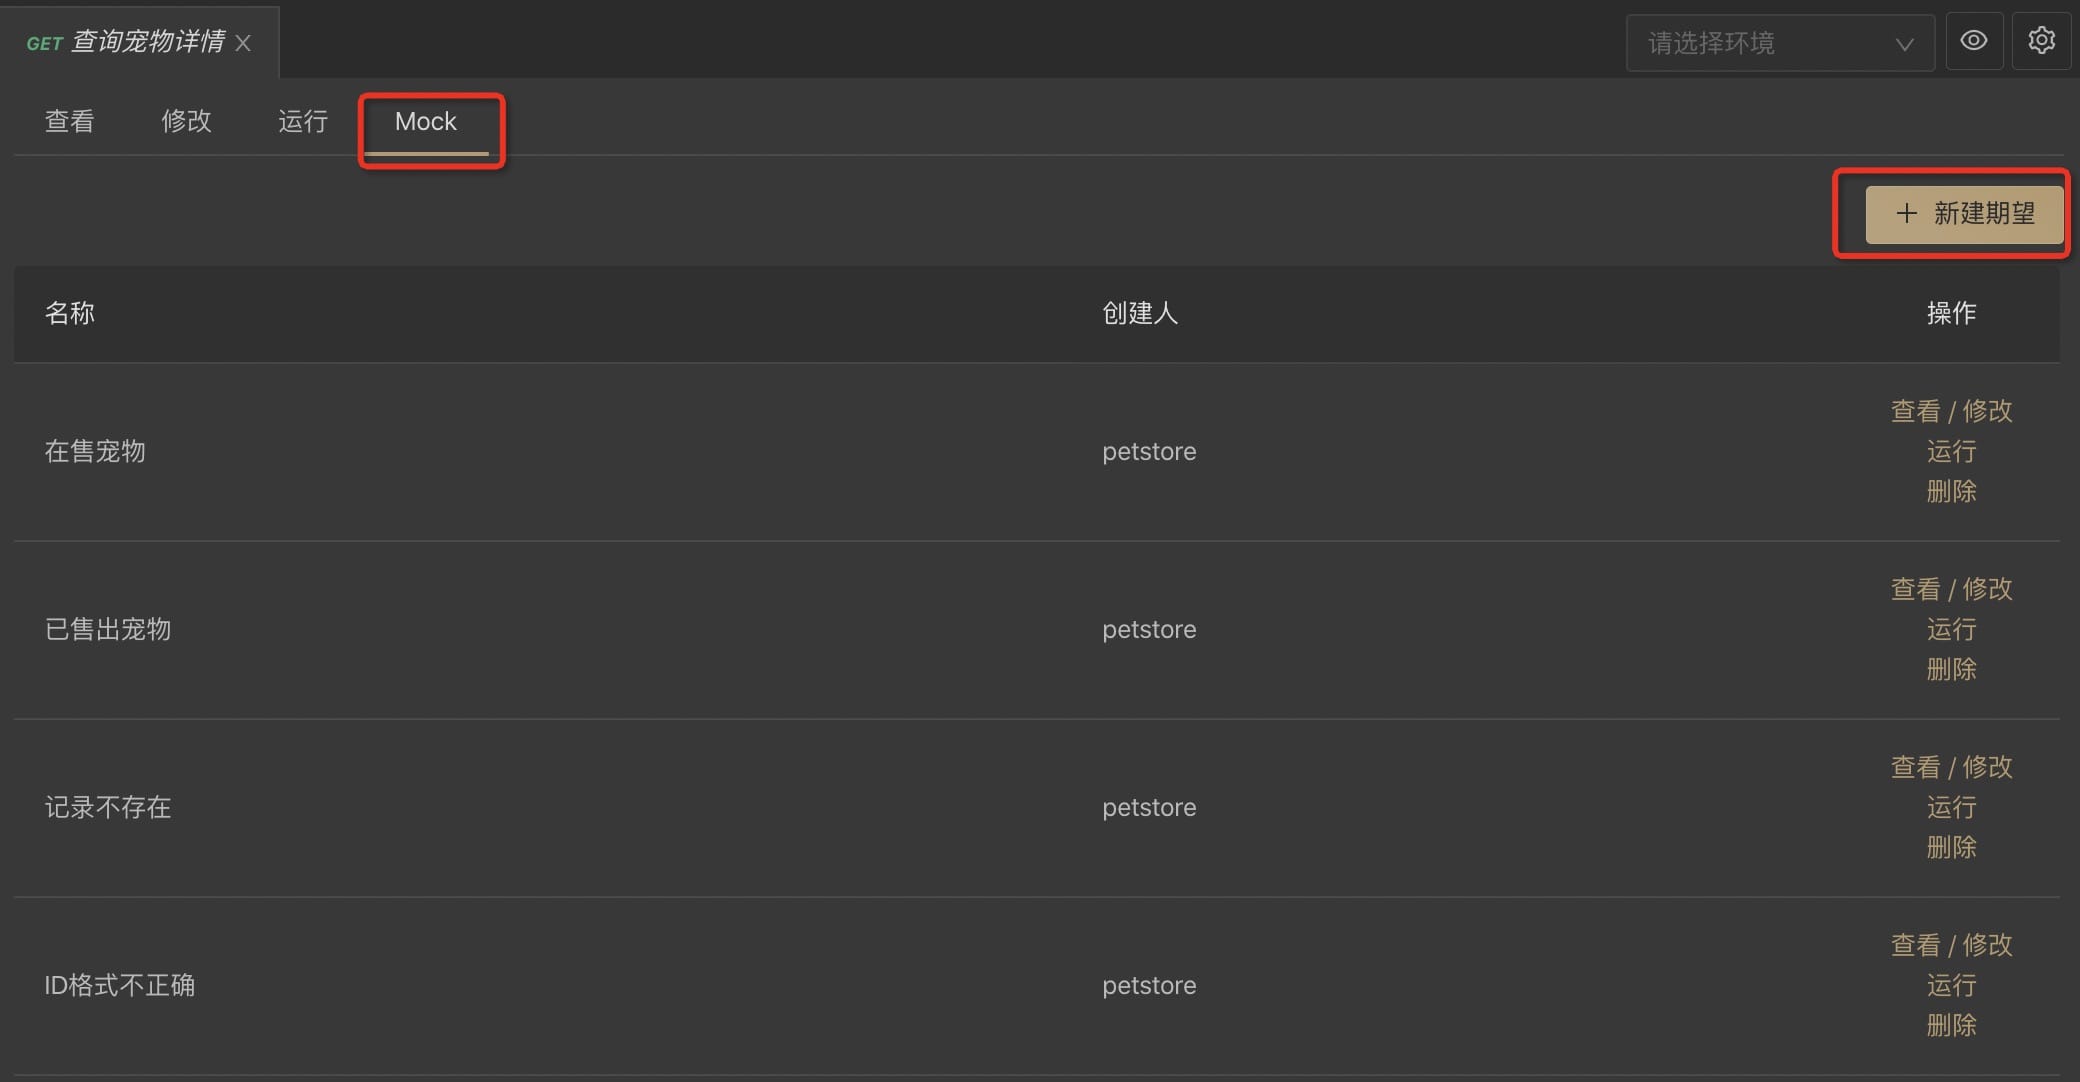 GET 查询宠物详情 X
请选择环境
查看 修改 运行 Mock
+ 新建期望
名称 创建人 操作
在售宠物 petstore 查看 / 修改
运行
删除
已售出宠物 petstore 查看 / 修改
运行
删除
记录不存在 petstore 查看 / 修改
运行
删除
ID格式不正确 petstore 查看 / 修改
运行
删除